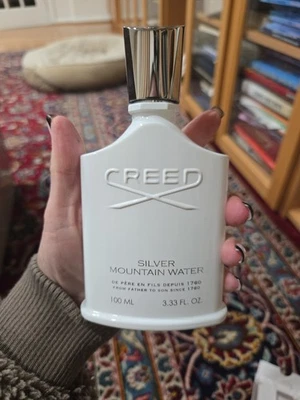 CREED
SILVER
MOUNTAIN WATER
DE PÈRE EN FILS DEPUIS 1760
FROM FATHER TO SON SINCE 1760
100 ML 3.33 FL. OZ.